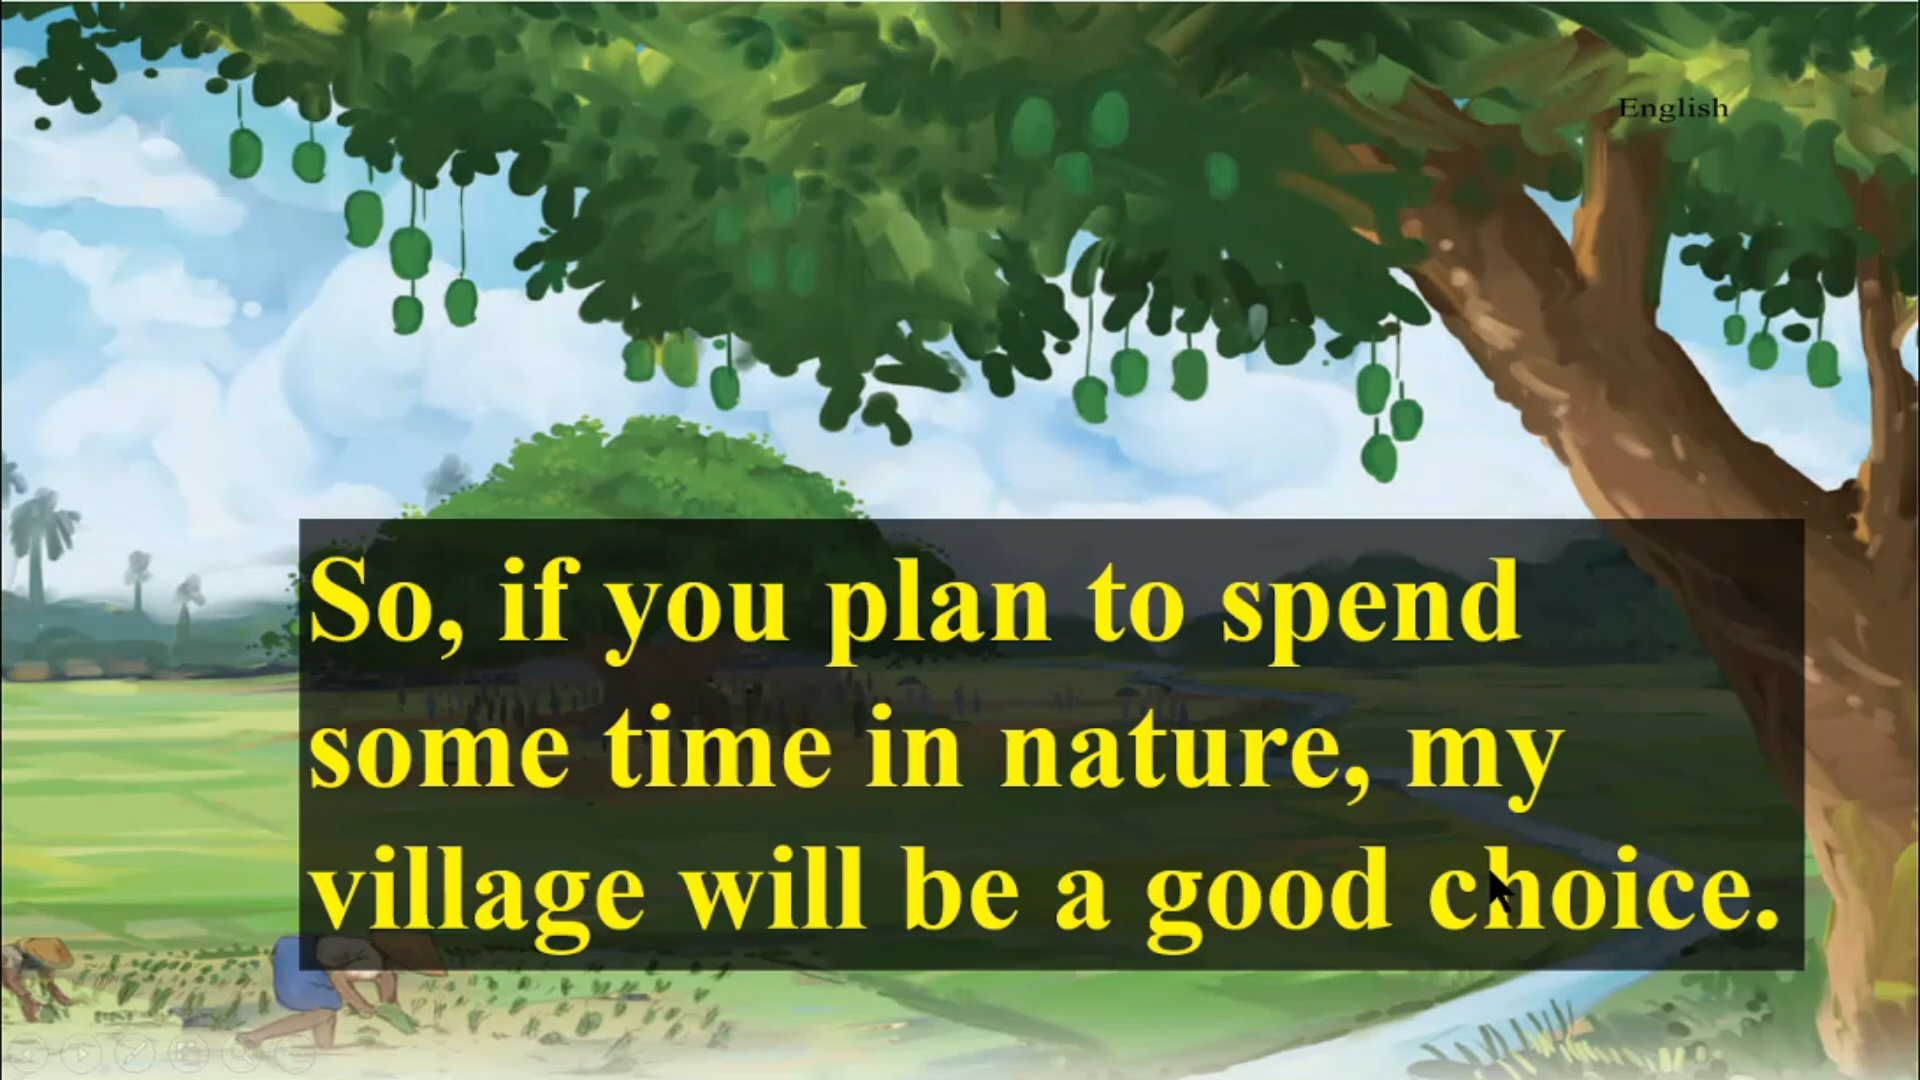 English
So, if you plan to spend
some time in nature, my
village will be a good choice.